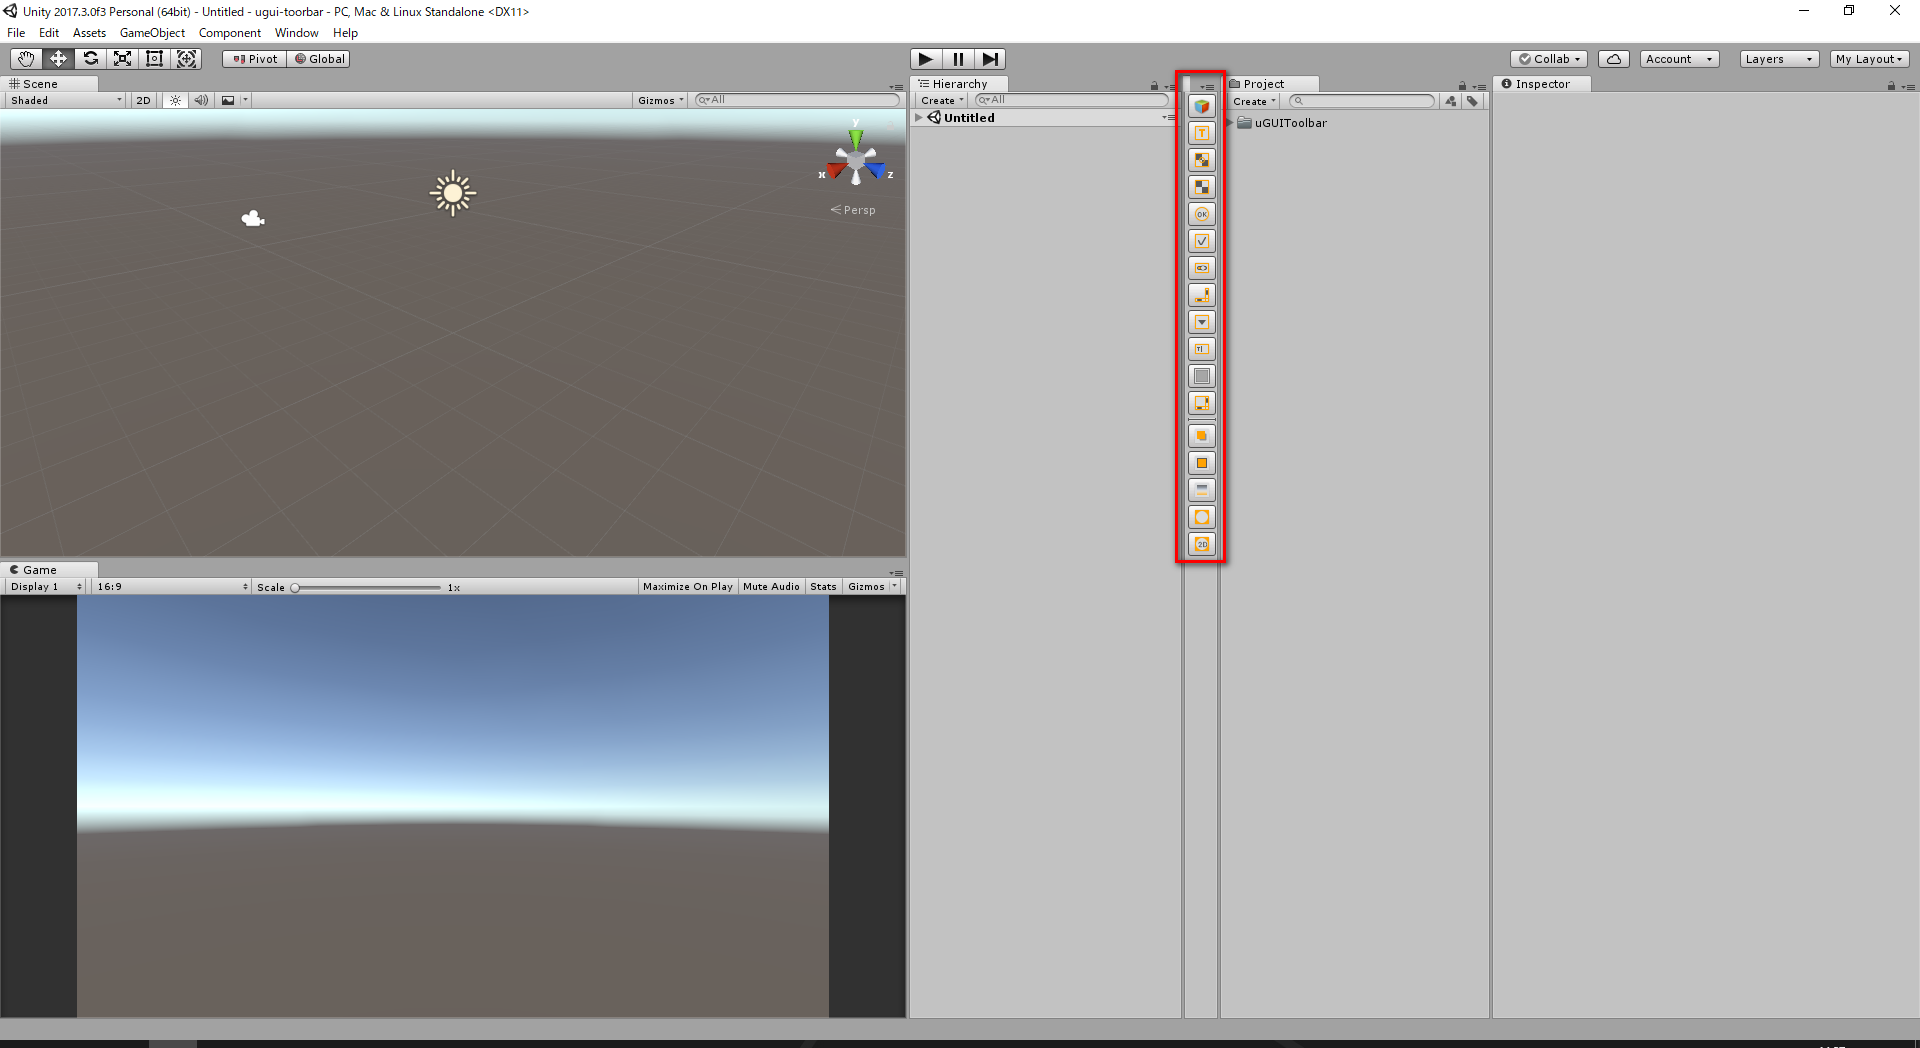 Unity 2017.3.0f3 Personal (64bit) - Untitled - ugui-toorbar - PC, Mac & Linux Standalone <DX11>
File Edit Assets GameObject Component Window Help
Pivot Global Collab Account Layers My Layout
Scene
Shaded 2D Gizmos All
y
x z
Persp
Hierarchy
Create All
Untitled
T
OK
T
2D
Project
Create
uGUIToolbar
Inspector
Game
Display 1 16:9 Scale 1x Maximize On Play Mute Audio Stats Gizmos